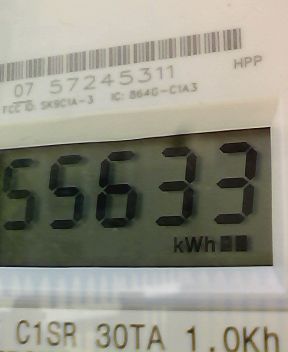 07 57245311 HPP
FCC ID: SK9C1A-3 IC: 864G-C1A3
55633
kWh
C1SR 30TA 1.0Kh